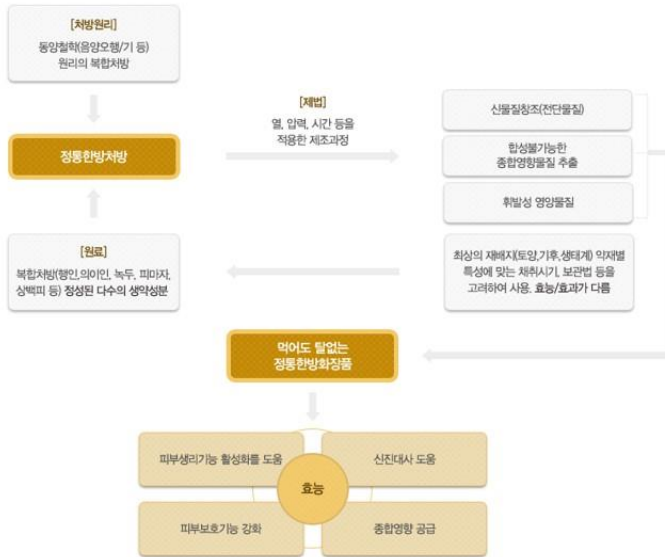 [처방원리]
동양철학(음양오행/기 등)
원리의 복합처방
정통한방처방
[제법]
열, 압력, 시간 등을
적용한 제조과정
신물질창조(전단물질)
합성불가능한
종합영향물질 추출
휘발성 영양물질
[원료]
복합처방(행인,의이인, 녹두, 피마자,
상백피 등) 정성된 다수의 생약성분
최상의 재배지(토양,기후,생태계) 약재별
특성에 맞는 채취시기, 보관법 등을
고려하여 사용. 효능/효과가 다름
먹어도 탈없는
정통한방화장품
피부생리기능 활성화를 도움
신진대사 도움
효능
피부보호기능 강화
종합영향 공급